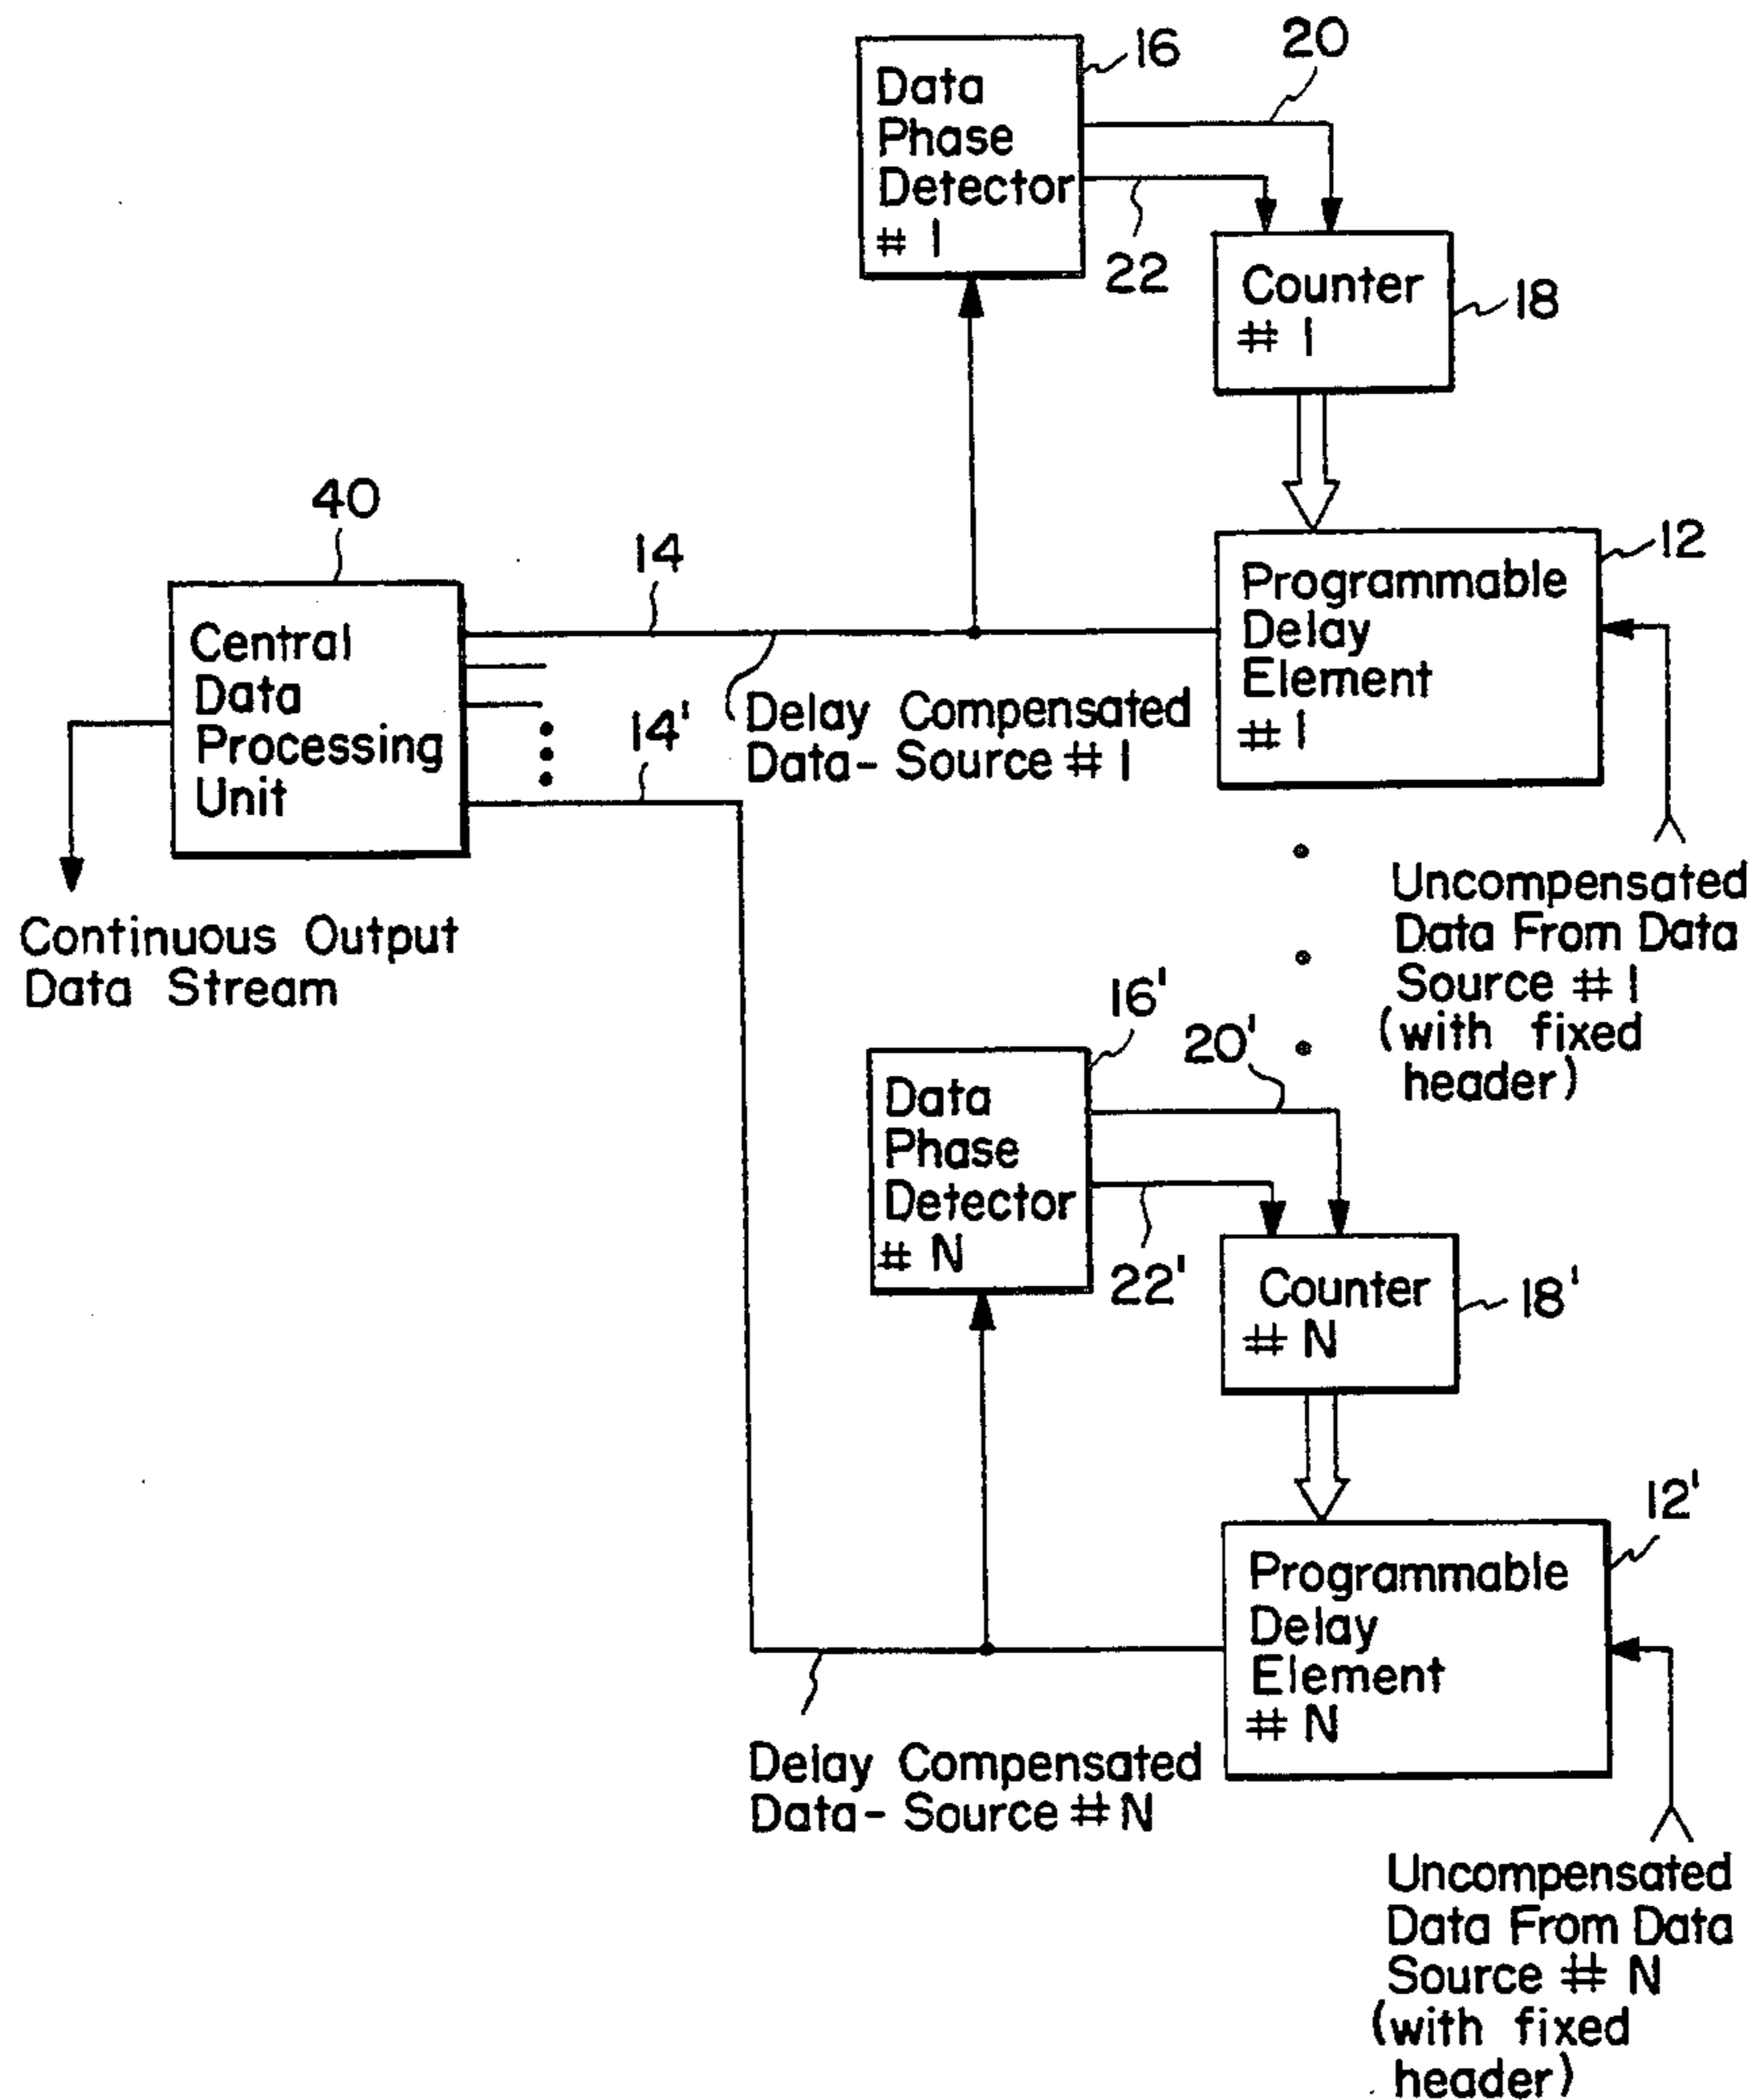 16
20
Data
Phase
Detector
# 1
22
Counter
# 1
18
40
14
12
Central
Data
Processing
Unit
Programmable
Delay
Element
# 1
14'
Delay Compensated
Data - Source # 1
Continuous Output
Data Stream
Uncompensated
Data From Data
Source # 1
(with fixed
header)
16'
20'
Data
Phase
Detector
# N
22'
Counter
# N
18'
12'
Programmable
Delay
Element
# N
Delay Compensated
Data - Source # N
Uncompensated
Data From Data
Source # N
(with fixed
header)